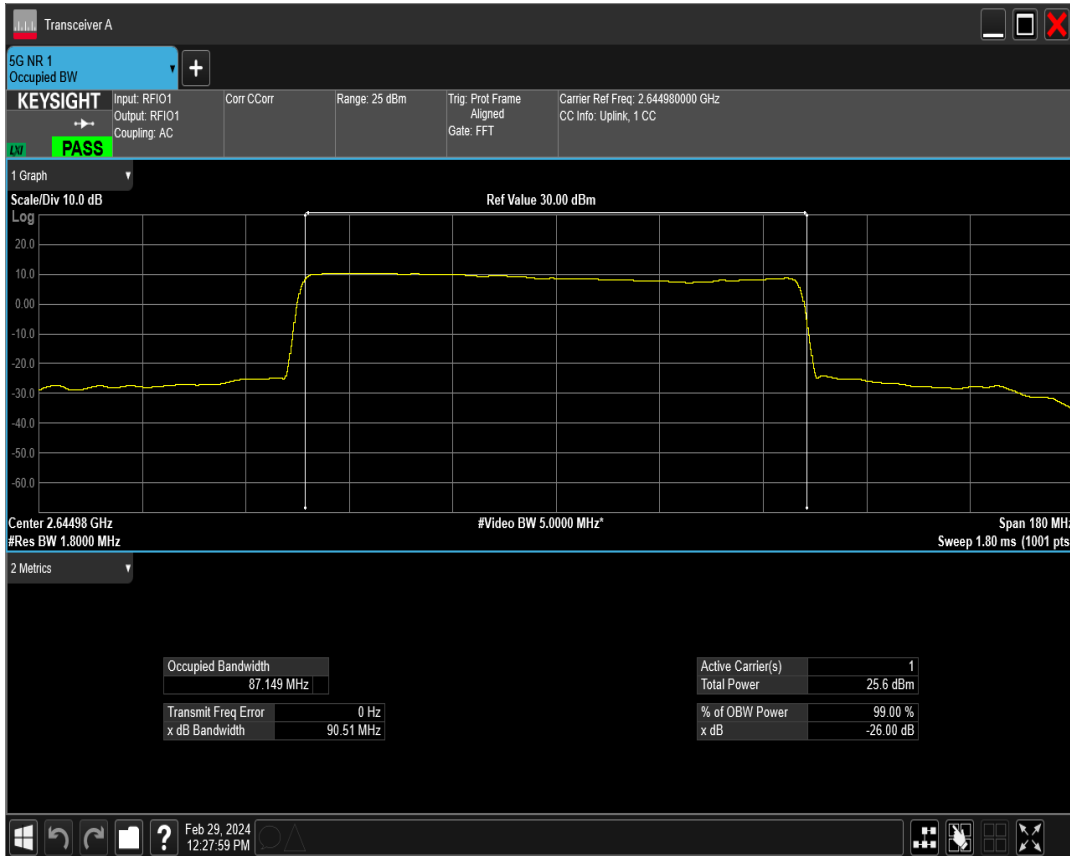 Transceiver A
5G NR 1
Occupied BW
+
KEYSIGHT
LXI
PASS
Input: RFIO1
Output: RFIO1
Coupling: AC
Corr CCorr
Range: 25 dBm
Trig: Prot Frame
Aligned
Gate: FFT
Carrier Ref Freq: 2.644980000 GHz
CC Info: Uplink, 1 CC
1 Graph
Scale/Div 10.0 dB
Ref Value 30.00 dBm
Log
20.0
10.0
0.00
-10.0
-20.0
-30.0
-40.0
-50.0
-60.0
Center 2.64498 GHz
#Video BW 5.0000 MHz*
Span 180 MHz
#Res BW 1.8000 MHz
Sweep 1.80 ms (1001 pts
2 Metrics
Occupied Bandwidth
87.149 MHz
Transmit Freq Error 0 Hz
x dB Bandwidth 90.51 MHz
Active Carrier(s) 1
Total Power 25.6 dBm
% of OBW Power 99.00 %
x dB -26.00 dB
?
Feb 29, 2024
12:27:59 PM